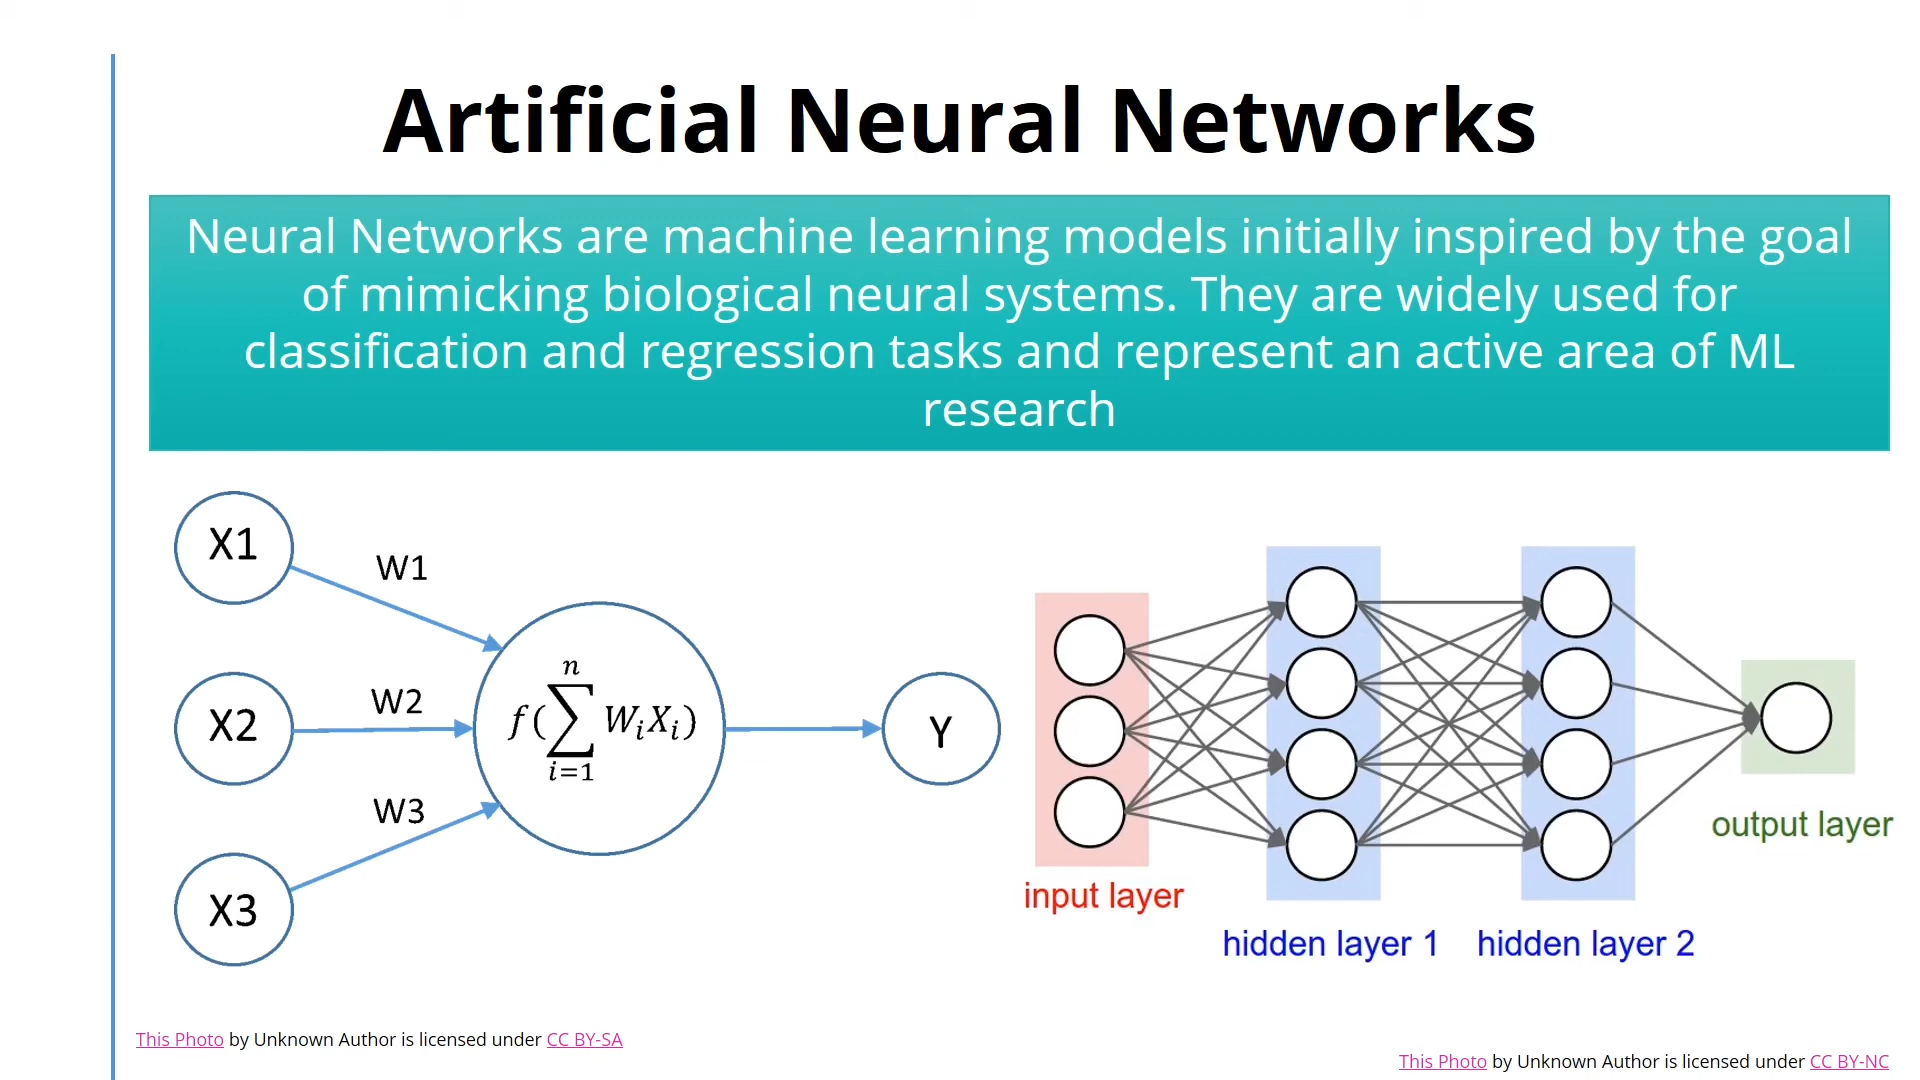 Artificial Neural Networks
Neural Networks are machine learning models initially inspired by the goal
of mimicking biological neural systems. They are widely used for
classification and regression tasks and represent an active area of ML
research
X1
W1
X2
W2
X3
W3
f(∑ⁿᵢ₌₁ WᵢXᵢ)
Y
input layer
hidden layer 1
hidden layer 2
output layer
This Photo by Unknown Author is licensed under CC BY-SA
This Photo by Unknown Author is licensed under CC BY-NC